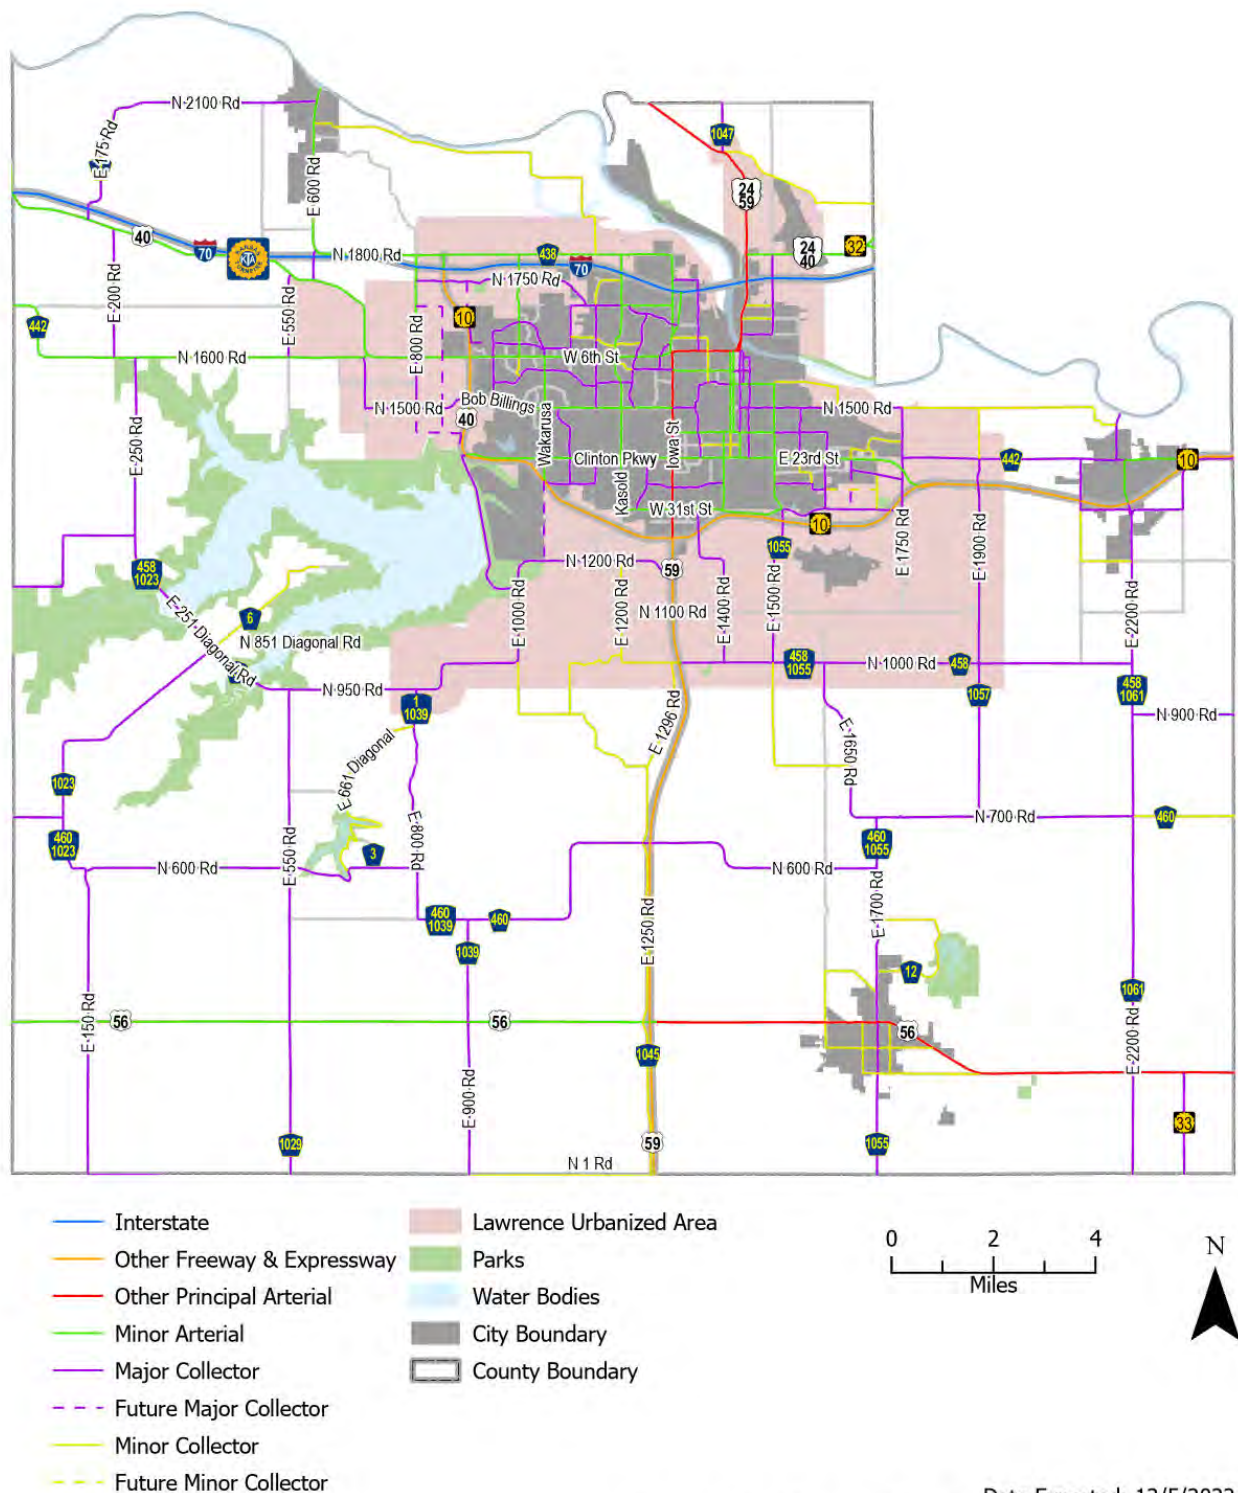 N 2100 Rd
1047
E 175 Rd
E 600 Rd
24
59
40
70
KANSAS
KTA
TURNPIKE
N 1800 Rd
438
70
24
40
32
N 1750 Rd
E 200 Rd
E 550 Rd
10
442
E 800 Rd
N 1600 Rd
W 6th St
N 1500 Rd
Bob Billings
40
N 1500 Rd
E 250 Rd
Wakarusa
Clinton Pkwy
Kasold
Iowa St
E 23rd St
442
10
W 31st St
10
E 1750 Rd
E 1900 Rd
1055
458
1023
N 1200 Rd
59
E 1000 Rd
E 1200 Rd
N 1100 Rd
E 1400 Rd
E 1500 Rd
E 2200 Rd
6
E 251 Diagonal Rd
N 851 Diagonal Rd
458
1055
N 1000 Rd
458
N 950 Rd
1
1039
1057
458
1061
N 900 Rd
E 1296 Rd
E 661 Diagonal
E 1650 Rd
1023
E 800 Rd
N 700 Rd
460
460
1023
3
460
1055
N 600 Rd
E 550 Rd
N 600 Rd
460
1039
460
E 1250 Rd
E 1700 Rd
1039
12
1061
E 150 Rd
56
56
56
1045
E 2200 Rd
E 900 Rd
33
1029
59
1055
N 1 Rd
Interstate
Other Freeway & Expressway
Other Principal Arterial
Minor Arterial
Major Collector
Future Major Collector
Minor Collector
Future Minor Collector
Lawrence Urbanized Area
Parks
Water Bodies
City Boundary
County Boundary
0 2 4
Miles
N